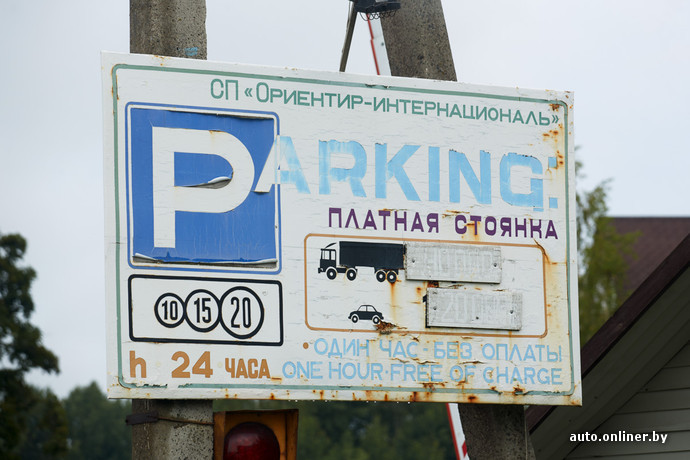 СП «Ориентир-интернациональ»
PARKING:
ПЛАТНАЯ СТОЯНКА
10 15 20
h 24 ЧАСА
· ОДИН ЧАС БЕЗ ОПЛАТЫ
ONE HOUR · FREE OF CHARGE
auto.onliner.by